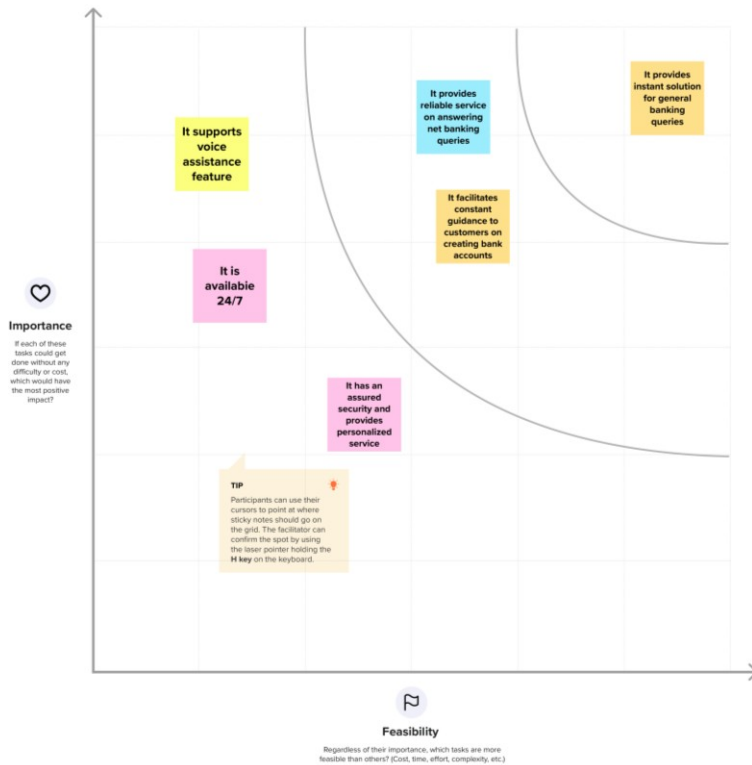 It provides
instant solution
for general
banking
queries
It provides
reliable service
on answering
net banking
queries
It supports
voice
assistance
feature
It facilitates
constant
guidance to
customers on
creating bank
accounts
It is
available
24/7
Importance
If each of these
tasks could get
done without any
difficulty or cost,
which would have
the most positive
impact?
It has an
assured
security and
provides
personalized
service
TIP
Participants can use their
cursors to point at where
sticky notes should go on
the grid. The facilitator can
confirm the spot by using
the laser pointer holding the
H key on the keyboard.
Feasibility
Regardless of their importance, which tasks are more
feasible than others? (Cost, time, effort, complexity, etc.)